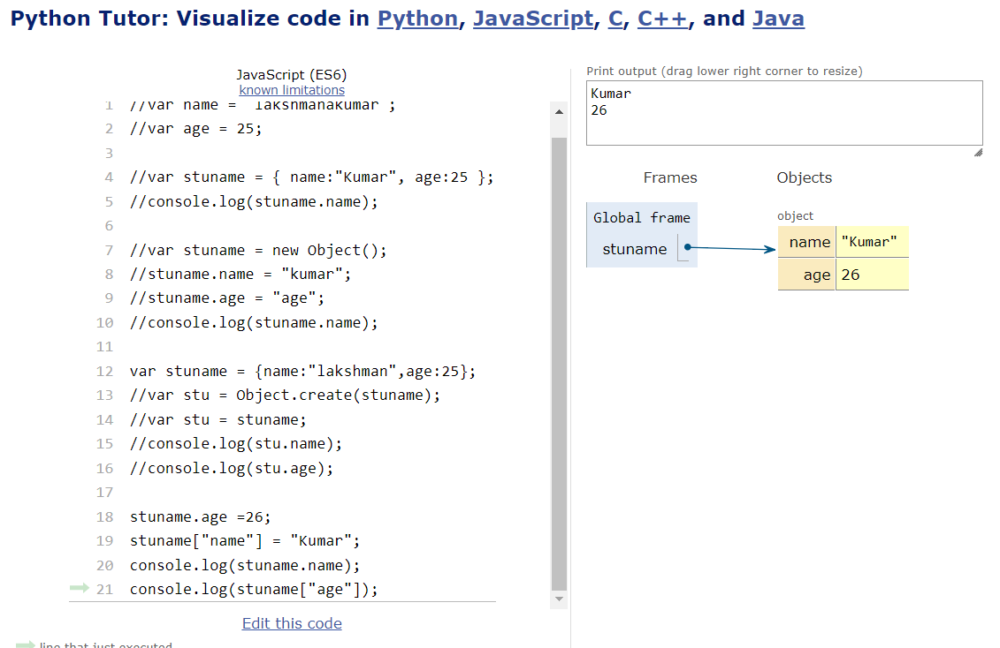 Python Tutor: Visualize code in Python, JavaScript, C, C++, and Java
JavaScript (ES6)
known limitations
1 //var name = "lakshmanakumar";
2 //var age = 25;
3
4 //var stuname = { name:"Kumar", age:25 };
5 //console.log(stuname.name);
6
7 //var stuname = new Object();
8 //stuname.name = "kumar";
9 //stuname.age = "age";
10 //console.log(stuname.name);
11
12 var stuname = {name:"lakshman",age:25};
13 //var stu = Object.create(stuname);
14 //var stu = stuname;
15 //console.log(stu.name);
16 //console.log(stu.age);
17
18 stuname.age =26;
19 stuname["name"] = "Kumar";
20 console.log(stuname.name);
21 console.log(stuname["age"]);
Edit this code
line that just executed
Print output (drag lower right corner to resize)
Kumar
26
Frames Objects
Global frame
stuname
object
name "Kumar"
age 26